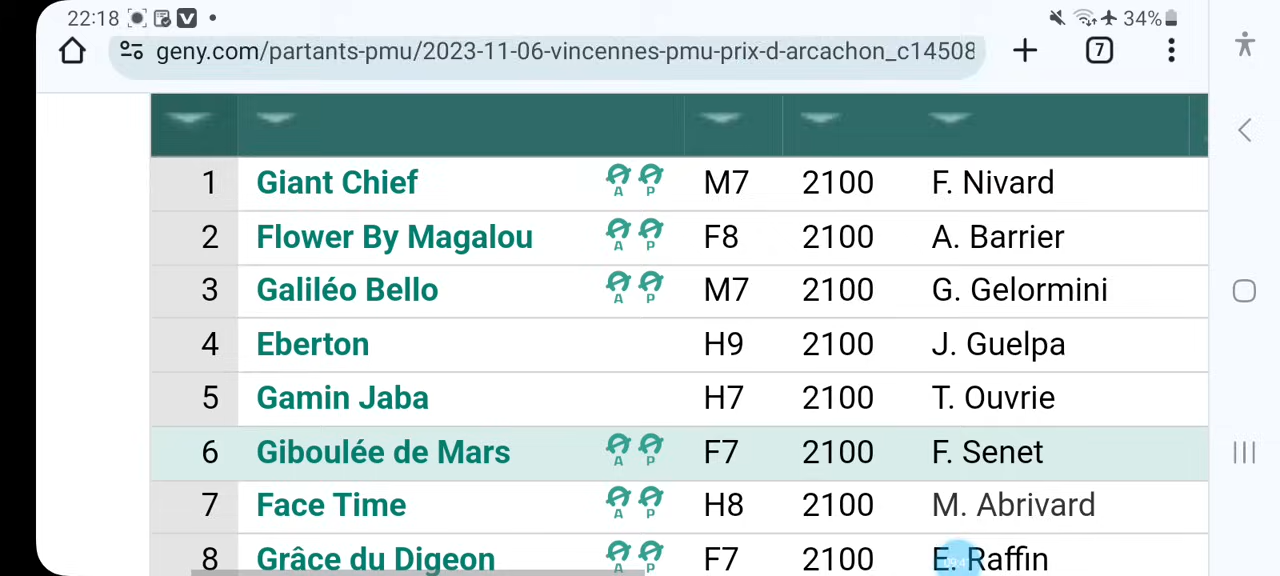 22:18 V 34%
geny.com/partants-pmu/2023-11-06-vincennes-pmu-prix-d-arcachon_c14508 7
1 Giant Chief A P M7 2100 F. Nivard
2 Flower By Magalou A P F8 2100 A. Barrier
3 Galiléo Bello A P M7 2100 G. Gelormini
4 Eberton H9 2100 J. Guelpa
5 Gamin Jaba H7 2100 T. Ouvrie
6 Giboulée de Mars A P F7 2100 F. Senet
7 Face Time A P H8 2100 M. Abrivard
8 Grâce du Digeon A P F7 2100 E. Raffin